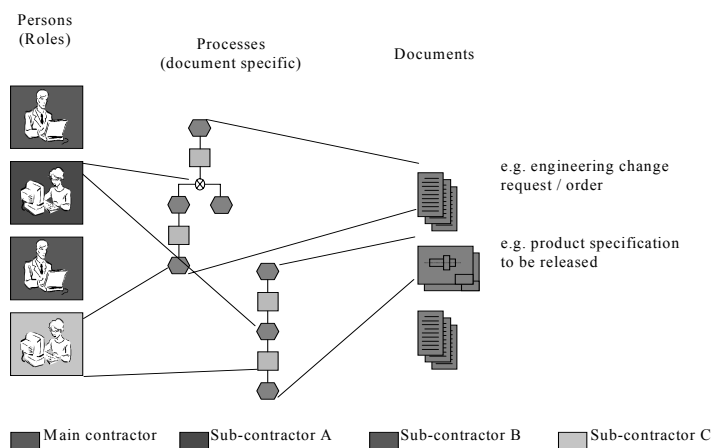 Persons
(Roles)
Processes
(document specific)
Documents
e.g. engineering change
request / order
e.g. product specification
to be released
Main contractor
Sub-contractor A
Sub-contractor B
Sub-contractor C